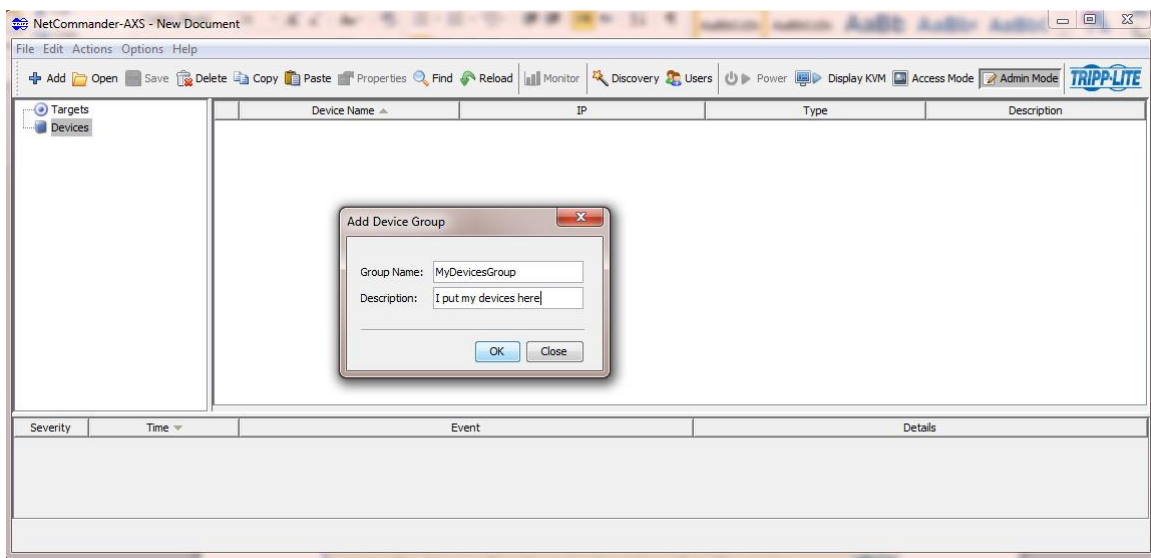 NetCommander-AXS - New Document
File Edit Actions Options Help
Add Open Save Delete Copy Paste Properties Find Reload Monitor Discovery Users Power Display KVM Access Mode Admin Mode TRIPP·LITE
Targets
Devices
Device Name IP Type Description
Add Device Group
Group Name: MyDevicesGroup
Description: I put my devices here
OK Close
Severity Time Event Details